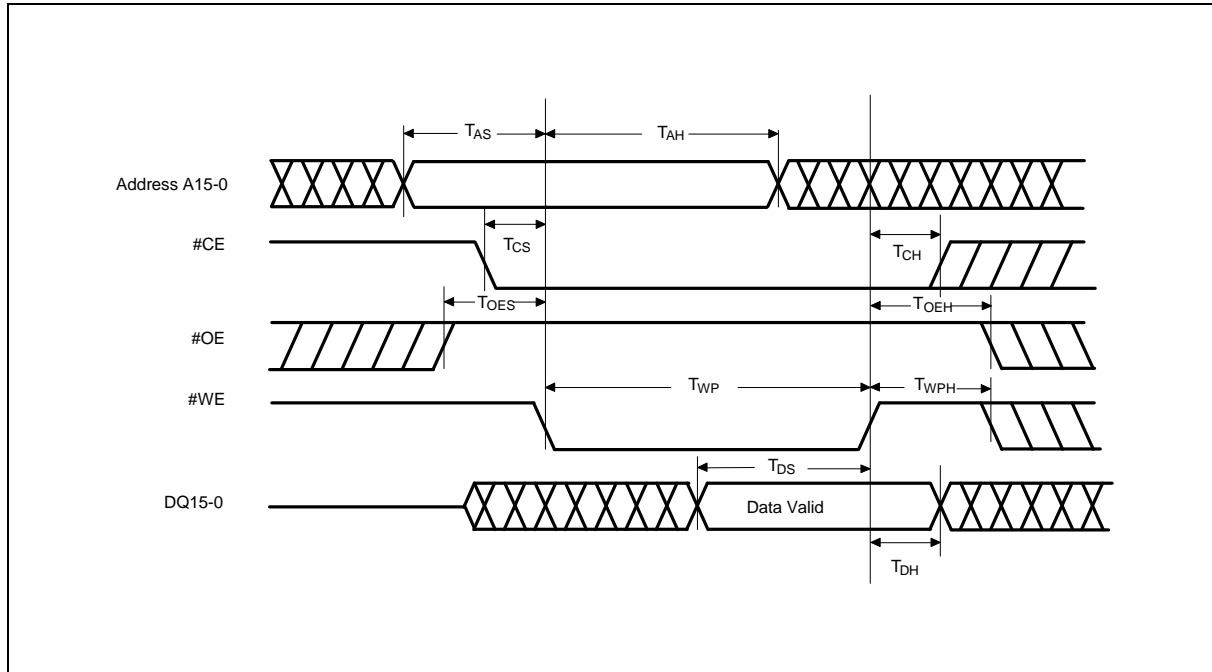 TAS
TAH
Address A15-0
TCS
TCH
#CE
TOES
TOEH
#OE
TWP
TWPH
#WE
TDS
DQ15-0
Data Valid
TDH